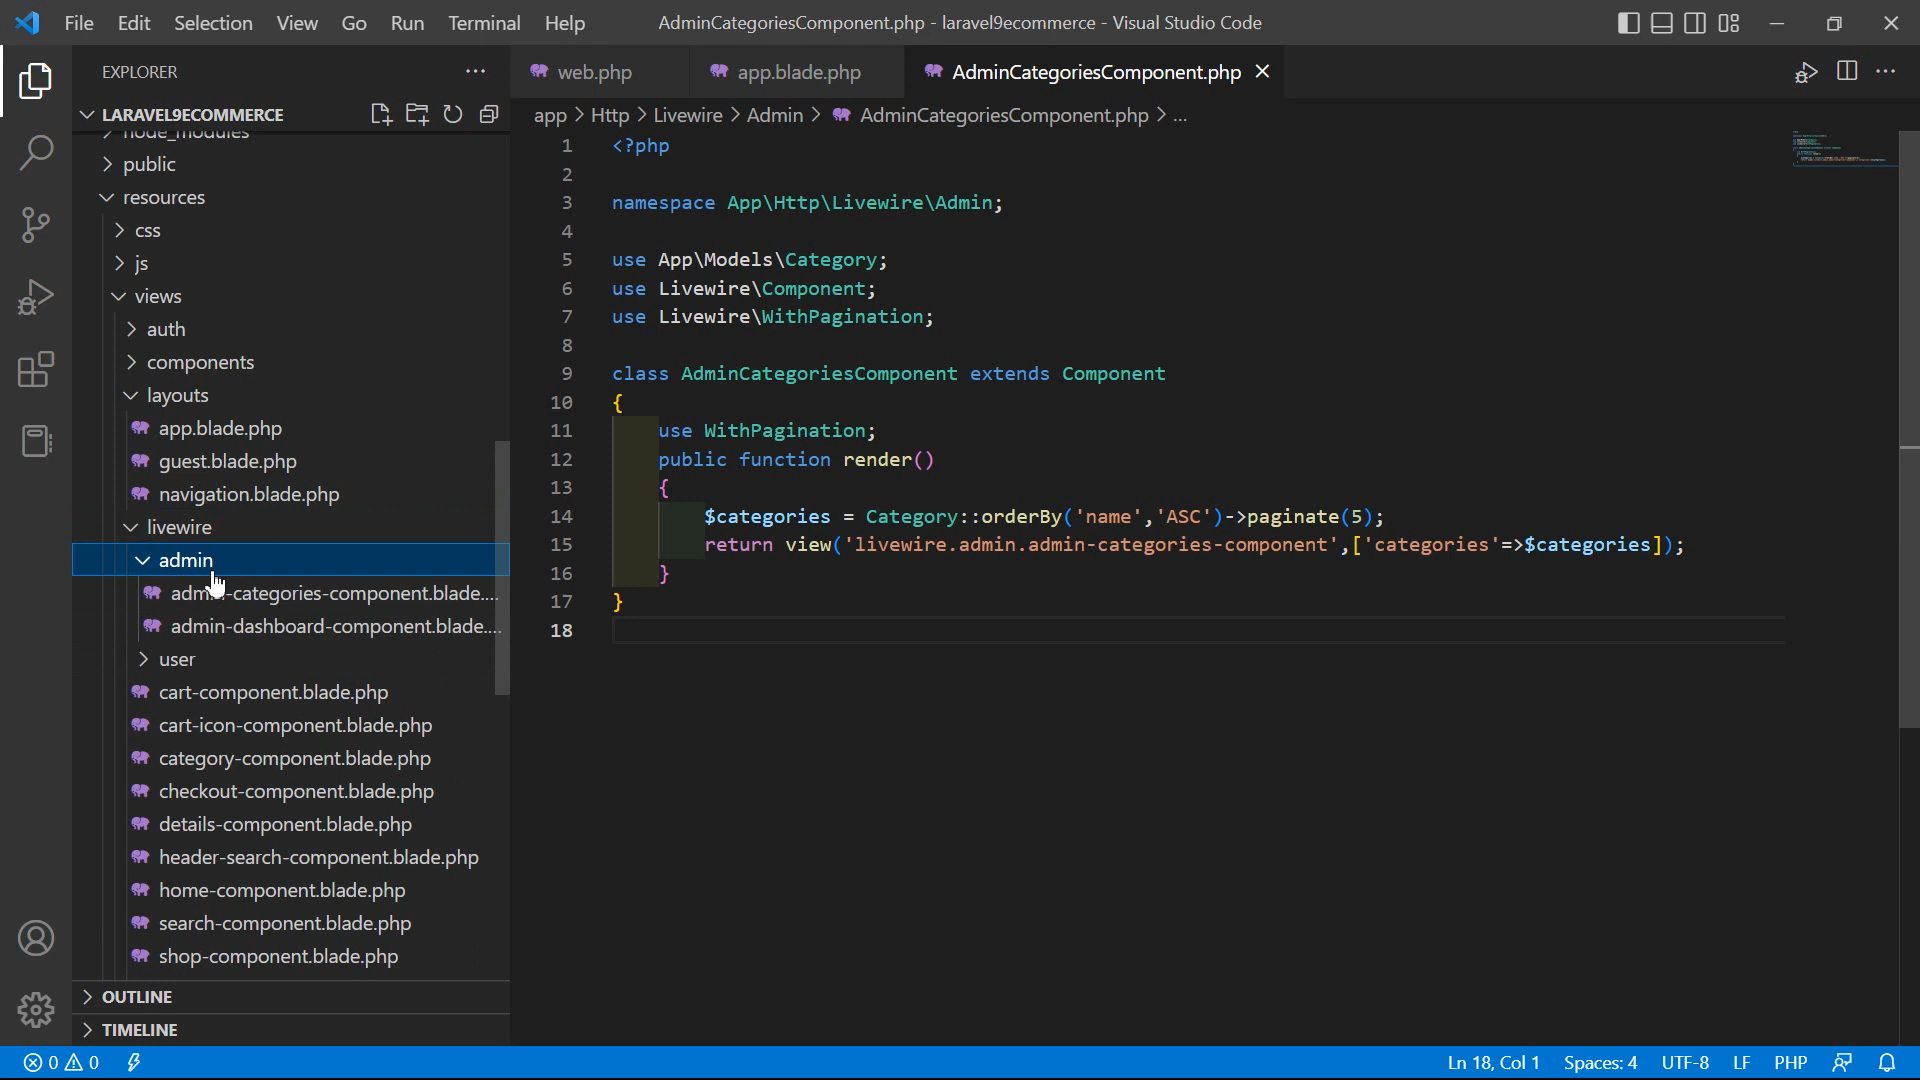 File Edit Selection View Go Run Terminal Help
AdminCategoriesComponent.php - laravel9ecommerce - Visual Studio Code
EXPLORER
LARAVEL9ECOMMERCE
node_modules
public
resources
css
js
views
auth
components
layouts
app.blade.php
guest.blade.php
navigation.blade.php
livewire
admin
admin-categories-component.blade....
admin-dashboard-component.blade....
user
cart-component.blade.php
cart-icon-component.blade.php
category-component.blade.php
checkout-component.blade.php
details-component.blade.php
header-search-component.blade.php
home-component.blade.php
search-component.blade.php
shop-component.blade.php
OUTLINE
TIMELINE
web.php app.blade.php AdminCategoriesComponent.php
app > Http > Livewire > Admin > AdminCategoriesComponent.php > ...
1 <?php
2
3 namespace App\Http\Livewire\Admin;
4
5 use App\Models\Category;
6 use Livewire\Component;
7 use Livewire\WithPagination;
8
9 class AdminCategoriesComponent extends Component
10 {
11 use WithPagination;
12 public function render()
13 {
14 $categories = Category::orderBy('name','ASC')->paginate(5);
15 return view('livewire.admin.admin-categories-component',['categories'=>$categories]);
16 }
17 }
18
0 0 Ln 18, Col 1 Spaces: 4 UTF-8 LF PHP